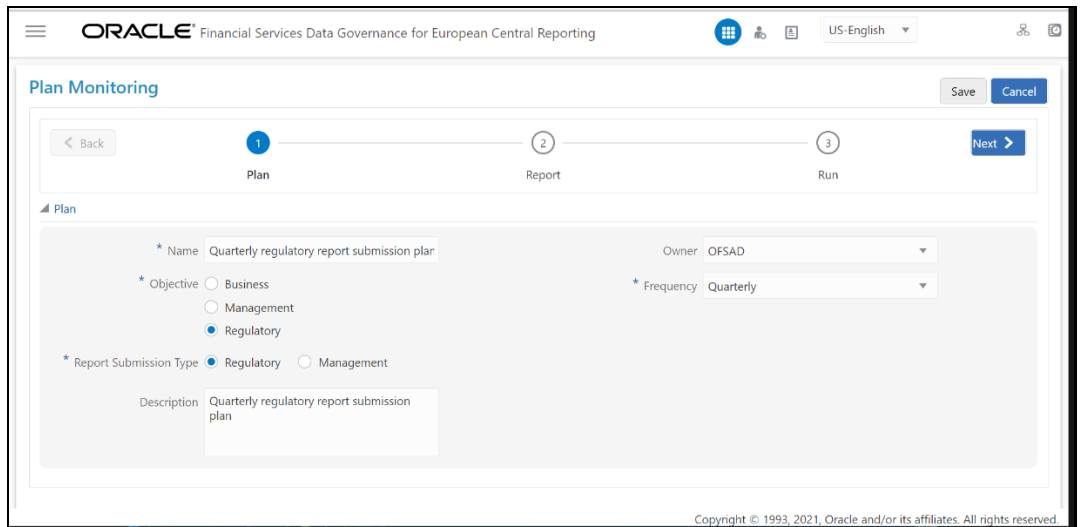 ORACLE® Financial Services Data Governance for European Central Reporting
US-English
Plan Monitoring
Save Cancel
Back
1 2 3
Next
Plan Report Run
Plan
* Name Quarterly regulatory report submission plan
Owner OFSAD
* Objective Business
* Frequency Quarterly
Management
Regulatory
* Report Submission Type Regulatory Management
Description Quarterly regulatory report submission
plan
Copyright © 1993, 2021, Oracle and/or its affiliates. All rights reserved.